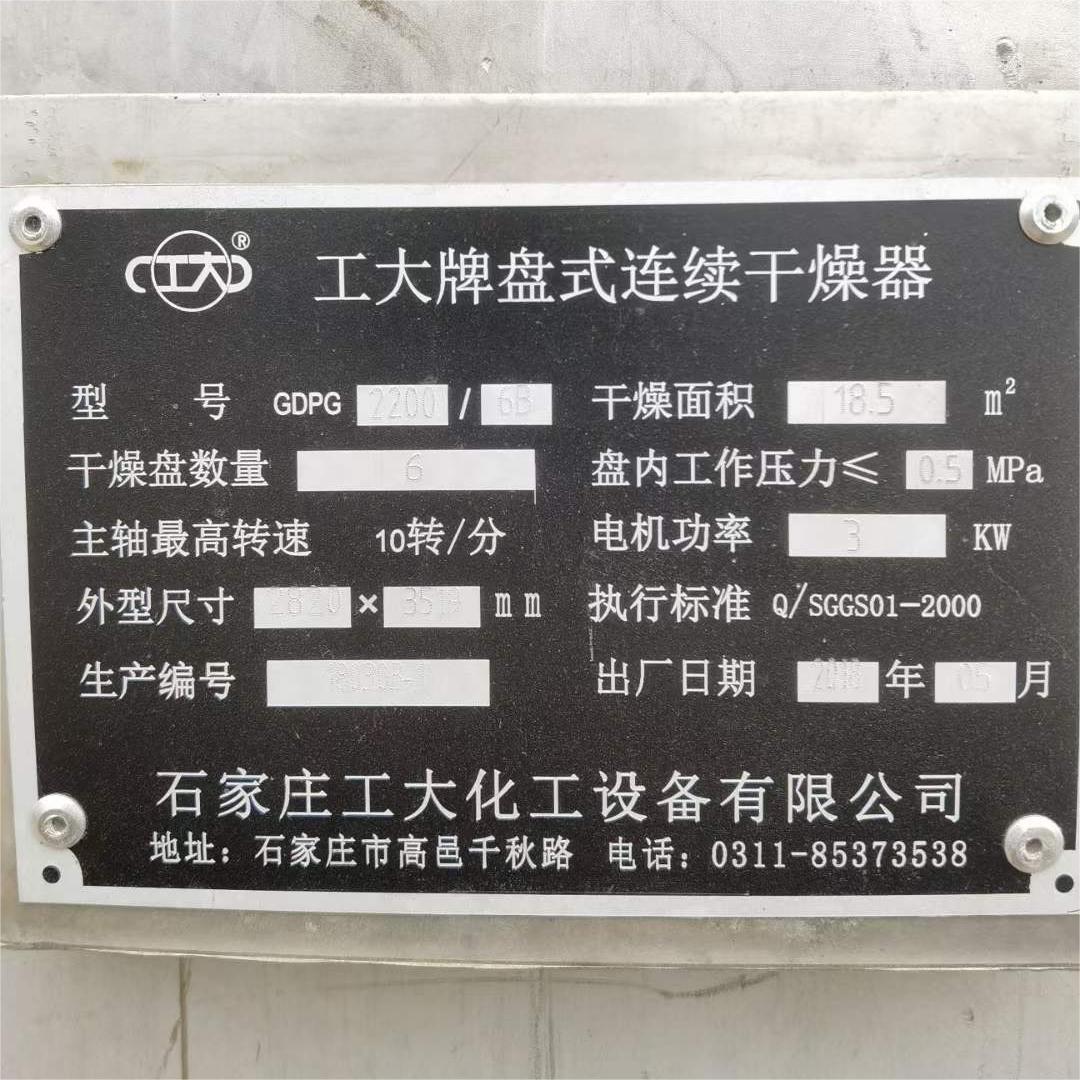 工大® 工大牌盘式连续干燥器
型 号 GDPG 2200 / 6B 干燥面积 18.5 m²
干燥盘数量 6 盘内工作压力≤ 0.5 MPa
主轴最高转速 10转/分 电机功率 3 KW
外型尺寸 2820 × 3519 mm 执行标准 Q/SGGS01-2000
生产编号 出厂日期 2018 年 05 月
石家庄工大化工设备有限公司
地址：石家庄市高邑千秋路 电话：0311-85373538